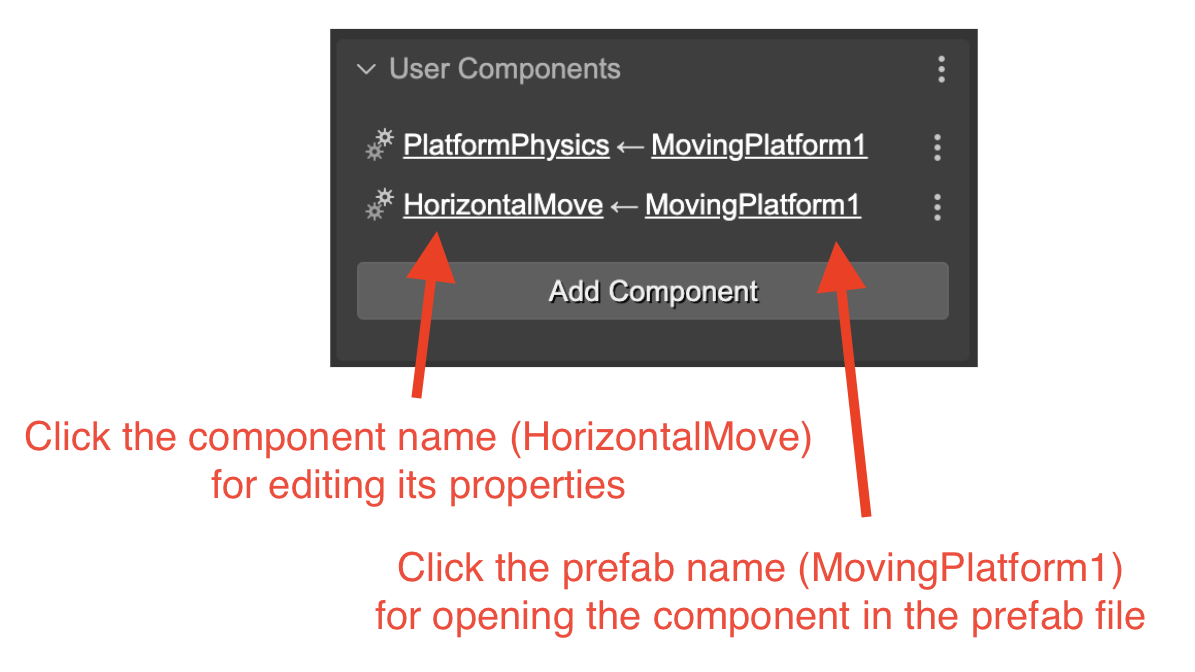 User Components
PlatformPhysics ← MovingPlatform1
HorizontalMove ← MovingPlatform1
Add Component
Click the component name (HorizontalMove)
for editing its properties
Click the prefab name (MovingPlatform1)
for opening the component in the prefab file